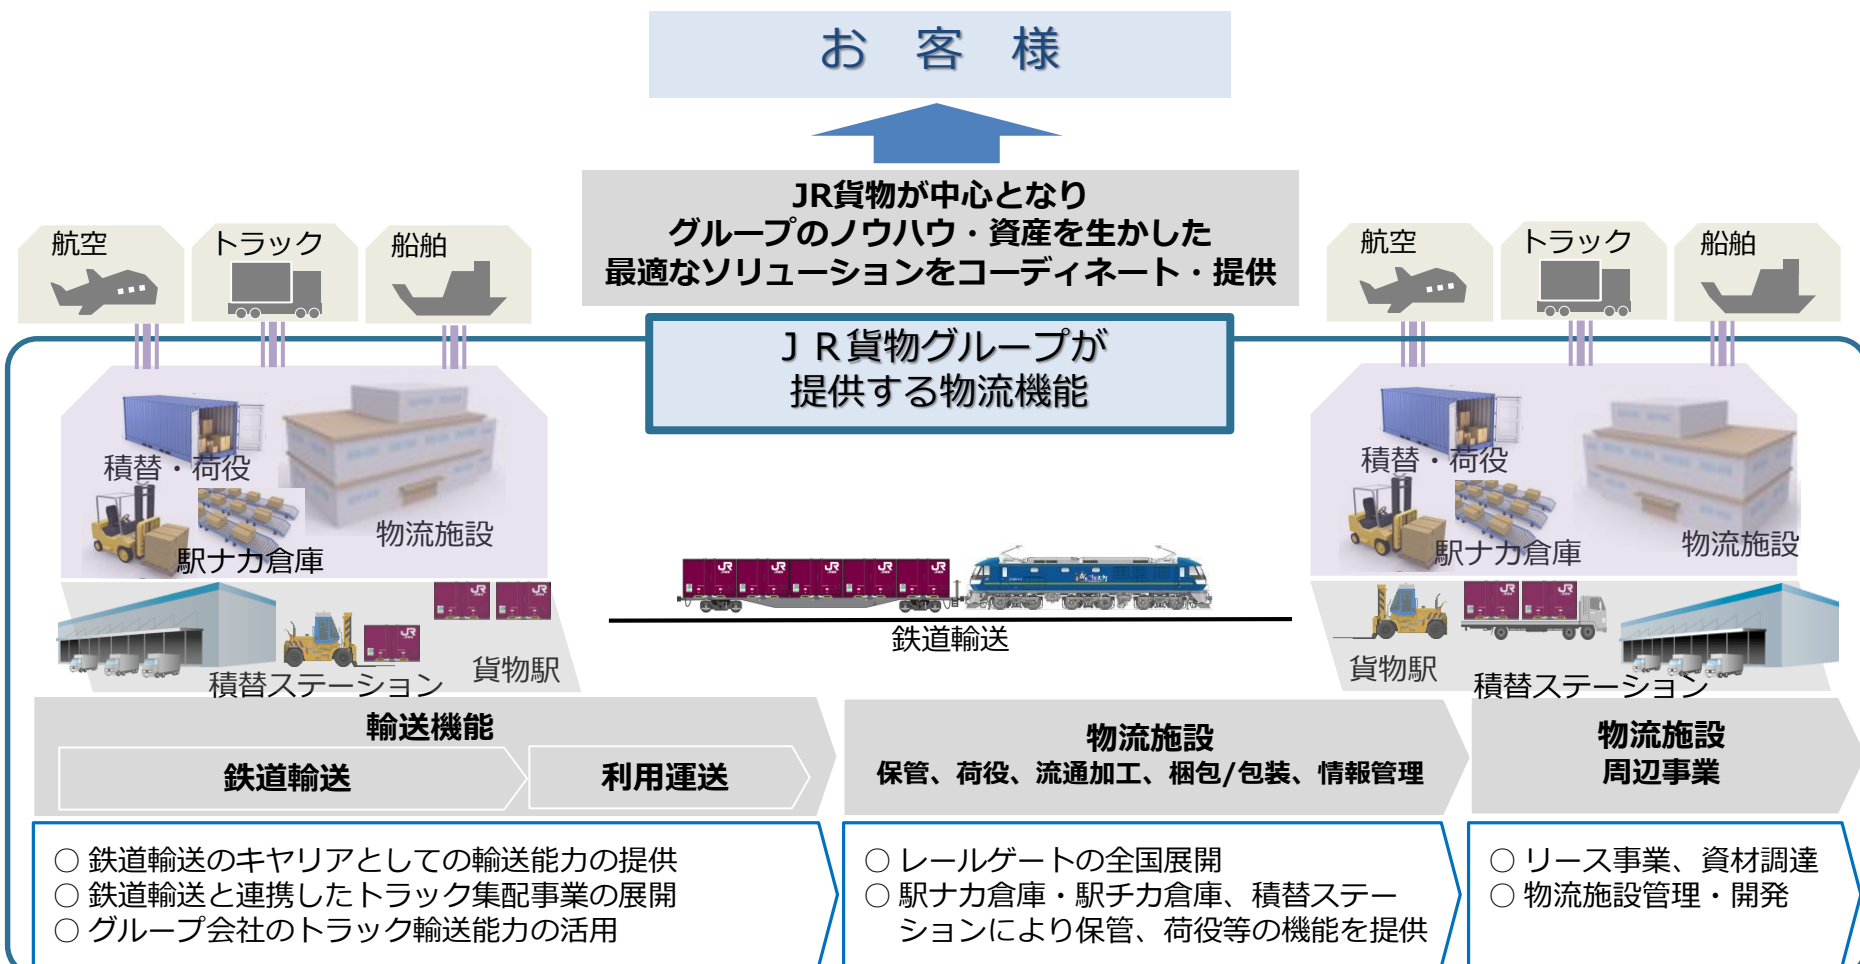 お 客 様
JR貨物が中心となり
グループのノウハウ・資産を生かした
最適なソリューションをコーディネート・提供
航空
トラック
船舶
航空
トラック
船舶
ＪＲ貨物グループが
提供する物流機能
積替・荷役
物流施設
駅ナカ倉庫
積替・荷役
物流施設
駅ナカ倉庫
JR JR JR JR JR
鉄道輸送
JR JR
JR
貨物駅
積替ステーション
JR JR
貨物駅
積替ステーション
輸送機能
鉄道輸送
利用運送
物流施設
保管、荷役、流通加工、梱包/包装、情報管理
物流施設
周辺事業
○ 鉄道輸送のキヤリアとしての輸送能力の提供
○ 鉄道輸送と連携したトラック集配事業の展開
○ グループ会社のトラック輸送能力の活用
○ レールゲートの全国展開
○ 駅ナカ倉庫・駅チカ倉庫、積替ステー
ションにより保管、荷役等の機能を提供
○ リース事業、資材調達
○ 物流施設管理・開発